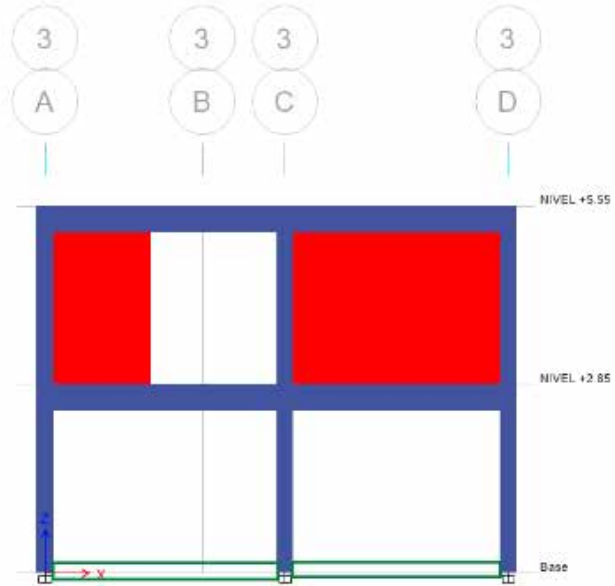 3 3 3 3
A B C D
NIVEL +5.55
NIVEL +2.85
Z
X
Base